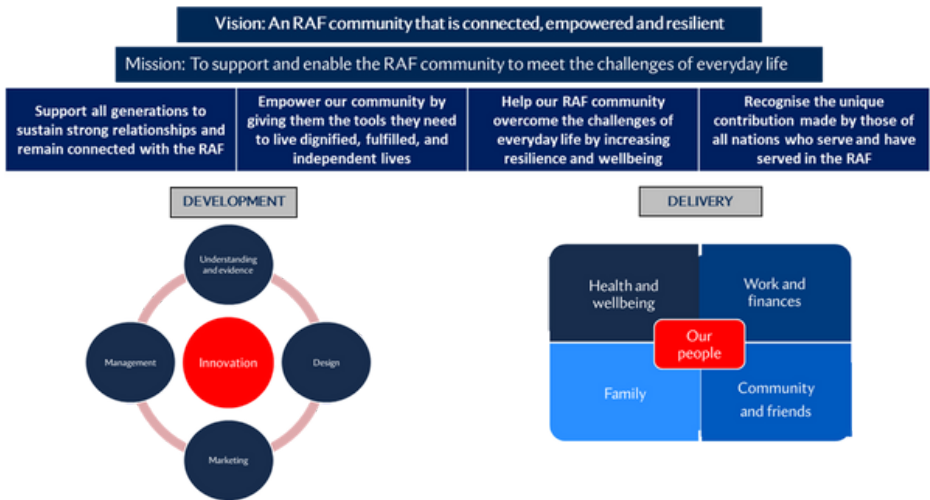 Vision: An RAF community that is connected, empowered and resilient
Mission: To support and enable the RAF community to meet the challenges of everyday life
Support all generations to
sustain strong relationships and
remain connected with the RAF
Empower our community by
giving them the tools they need
to live dignified, fulfilled, and
independent lives
Help our RAF community
overcome the challenges of
everyday life by increasing
resilience and wellbeing
Recognise the unique
contribution made by those of
all nations who serve and have
served in the RAF
DEVELOPMENT
Understanding
and evidence
Management
Innovation
Design
Marketing
DELIVERY
Health and
wellbeing
Work and
finances
Our
people
Family
Community
and friends